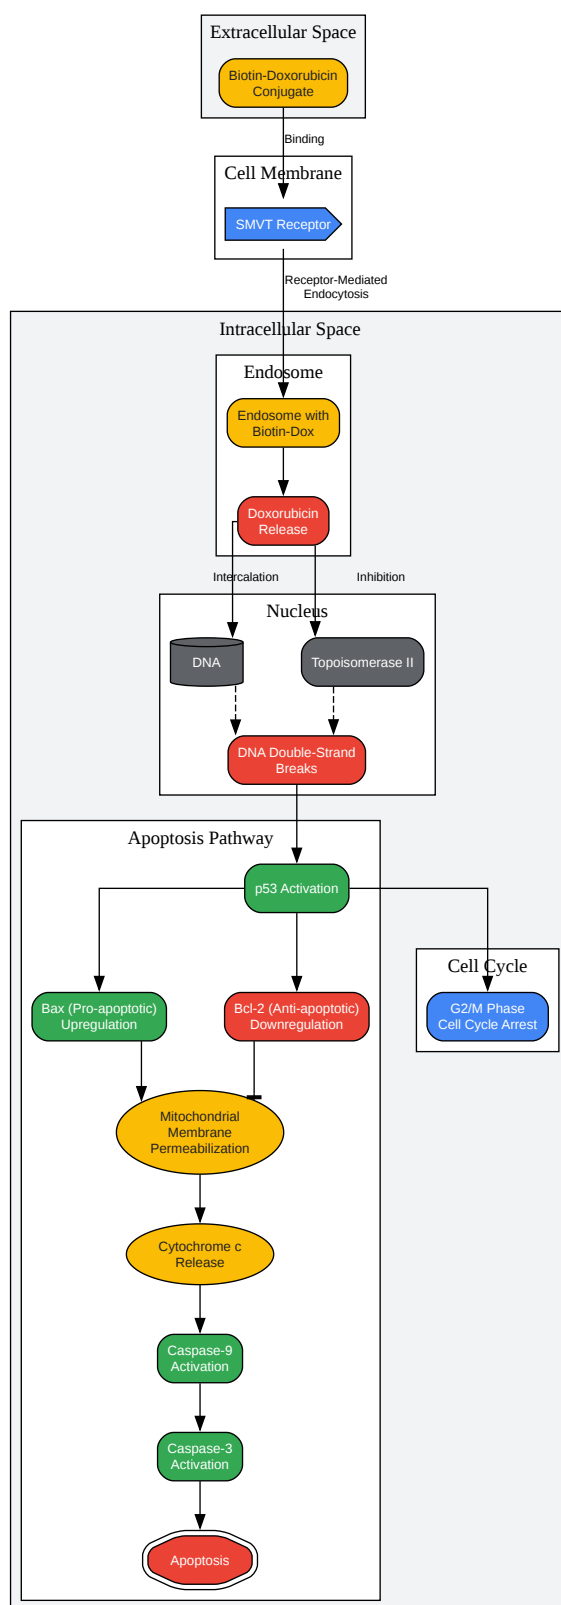 Extracellular Space
Biotin-Doxorubicin
Conjugate
Binding
Cell Membrane
SMVT Receptor
Receptor-Mediated
Endocytosis
Intracellular Space
Endosome
Endosome with
Biotin-Dox
Doxorubicin
Release
Intercalation
Inhibition
Nucleus
DNA
Topoisomerase II
DNA Double-Strand
Breaks
Apoptosis Pathway
p53 Activation
Cell Cycle
Bax (Pro-apoptotic)
Upregulation
Bcl-2 (Anti-apoptotic)
Downregulation
G2/M Phase
Cell Cycle Arrest
Mitochondrial
Membrane
Permeabilization
Cytochrome c
Release
Caspase-9
Activation
Caspase-3
Activation
Apoptosis